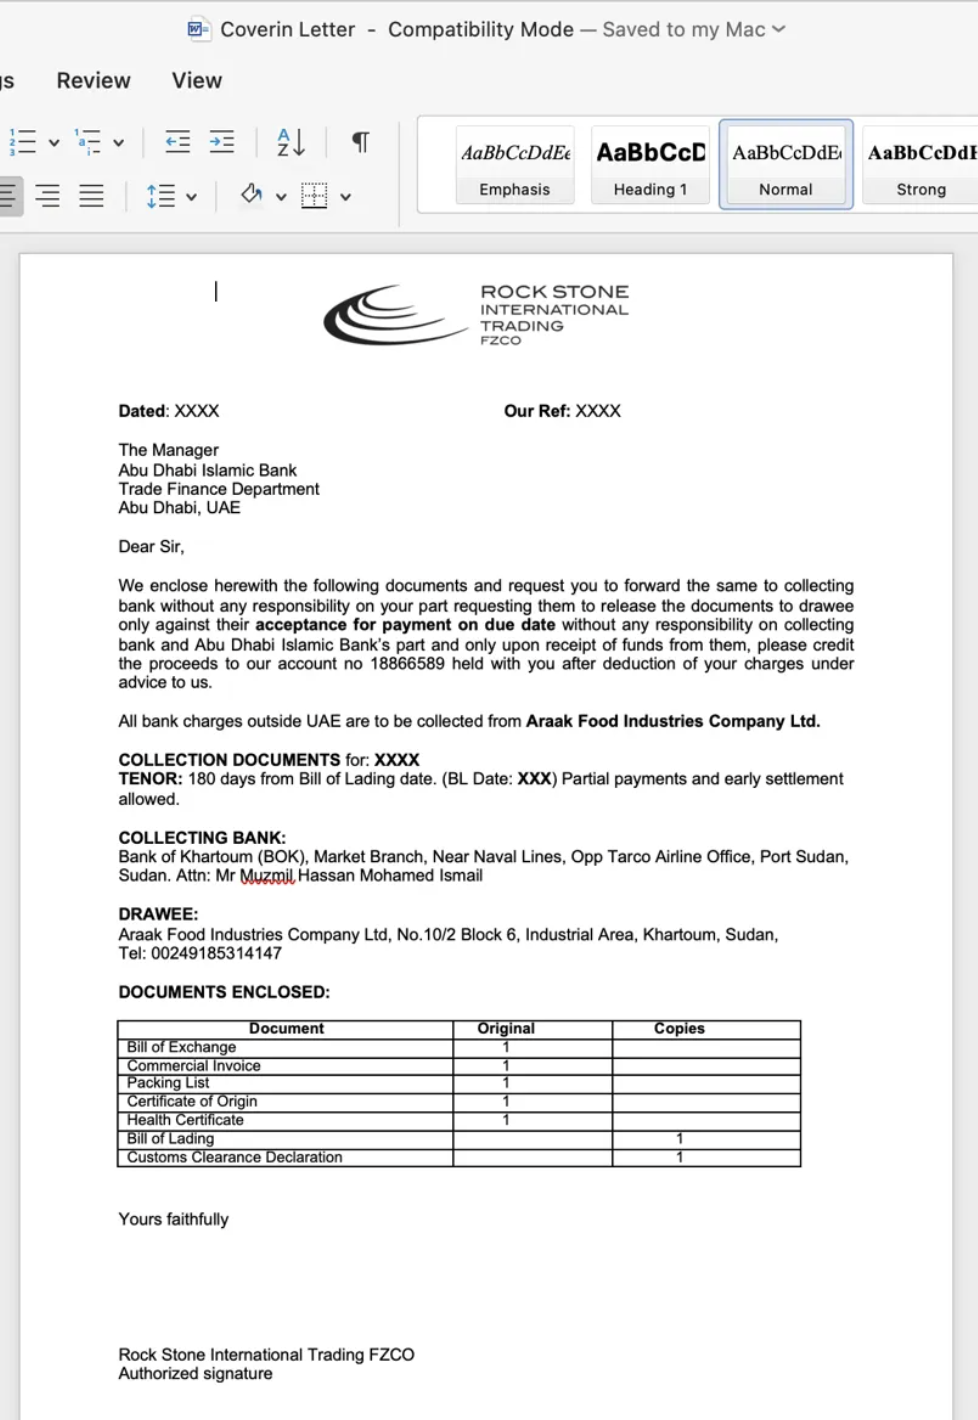 Coverin Letter - Compatibility Mode — Saved to my Mac
gs Review View
AaBbCcDdEe AaBbCcD AaBbCcDdEe AaBbCcDdE
Emphasis Heading 1 Normal Strong
ROCK STONE
INTERNATIONAL
TRADING
FZCO
Dated: XXXX Our Ref: XXXX
The Manager
Abu Dhabi Islamic Bank
Trade Finance Department
Abu Dhabi, UAE
Dear Sir,
We enclose herewith the following documents and request you to forward the same to collecting
bank without any responsibility on your part requesting them to release the documents to drawee
only against their acceptance for payment on due date without any responsibility on collecting
bank and Abu Dhabi Islamic Bank's part and only upon receipt of funds from them, please credit
the proceeds to our account no 18866589 held with you after deduction of your charges under
advice to us.
All bank charges outside UAE are to be collected from Araak Food Industries Company Ltd.
COLLECTION DOCUMENTS for: XXXX
TENOR: 180 days from Bill of Lading date. (BL Date: XXX) Partial payments and early settlement
allowed.
COLLECTING BANK:
Bank of Khartoum (BOK), Market Branch, Near Naval Lines, Opp Tarco Airline Office, Port Sudan,
Sudan. Attn: Mr Muzmil Hassan Mohamed Ismail
DRAWEE:
Araak Food Industries Company Ltd, No.10/2 Block 6, Industrial Area, Khartoum, Sudan,
Tel: 00249185314147
DOCUMENTS ENCLOSED:
Document Original Copies
Bill of Exchange 1
Commercial Invoice 1
Packing List 1
Certificate of Origin 1
Health Certificate 1
Bill of Lading 1
Customs Clearance Declaration 1
Yours faithfully
Rock Stone International Trading FZCO
Authorized signature